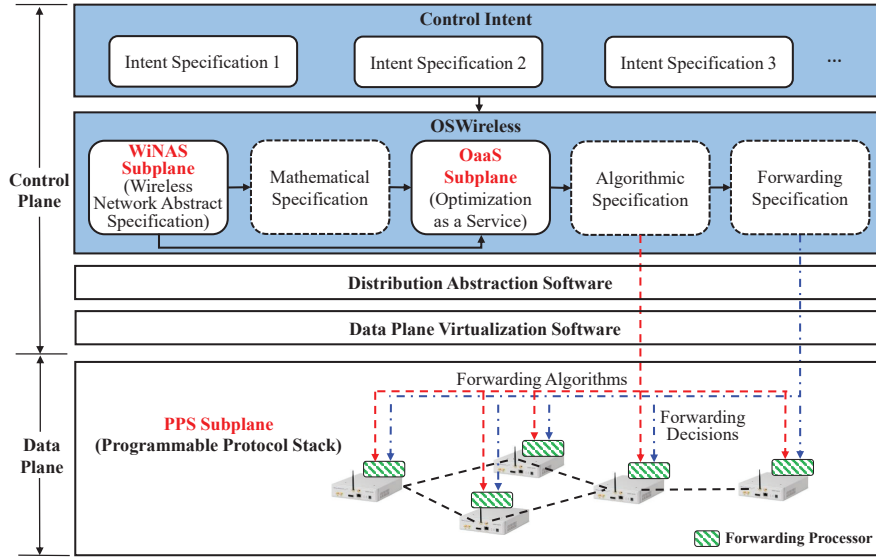 Control Intent
Intent Specification 1
Intent Specification 2
Intent Specification 3
...
Control
Plane
OSWireless
WiNAS
Subplane
(Wireless
Network Abstract
Specification)
Mathematical
Specification
OaaS
Subplane
(Optimization
as a Service)
Algorithmic
Specification
Forwarding
Specification
Distribution Abstraction Software
Data Plane Virtualization Software
Data
Plane
PPS Subplane
(Programmable Protocol Stack)
Forwarding Algorithms
Forwarding
Decisions
Forwarding Processor